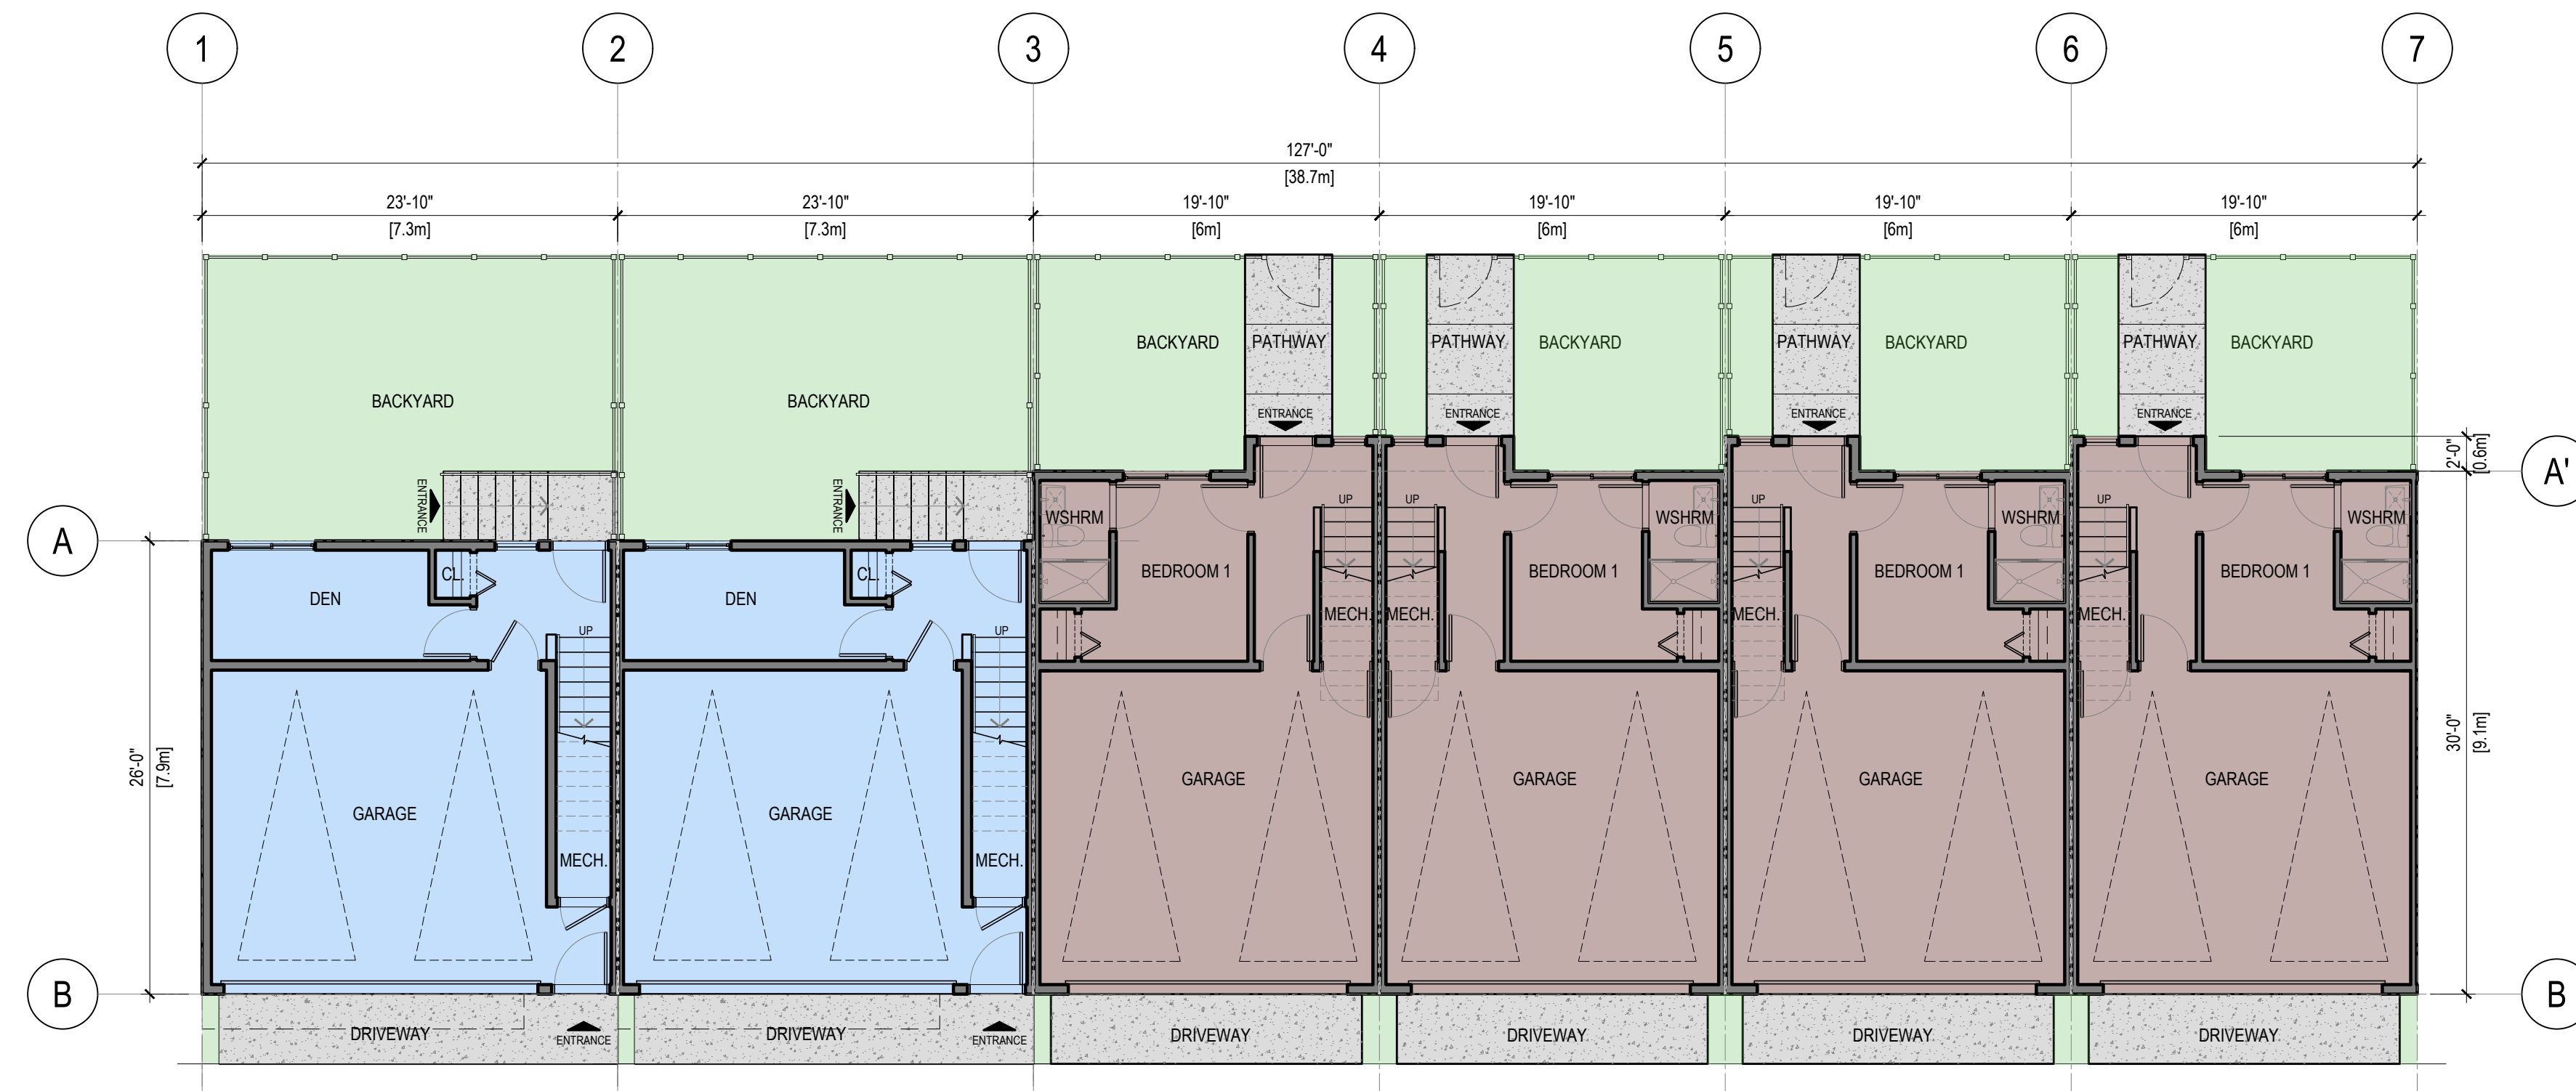 1 2 3 4 5 6 7
127'-0"
[38.7m]
23'-10" 23'-10" 19'-10" 19'-10" 19'-10" 19'-10"
[7.3m] [7.3m] [6m] [6m] [6m] [6m]
BACKYARD PATHWAY PATHWAY BACKYARD PATHWAY BACKYARD PATHWAY BACKYARD
BACKYARD BACKYARD
ENTRANCE ENTRANCE ENTRANCE ENTRANCE
2'-0"
[0.6m]
A'
ENTRANCE ENTRANCE
UP UP UP UP
WSHRM WSHRM WSHRM WSHRM
A
CL. CL. BEDROOM 1 BEDROOM 1 BEDROOM 1 BEDROOM 1
DEN DEN
MECH. MECH. MECH. MECH.
UP UP
30'-0"
[9.1m]
26'-0"
[7.9m]
GARAGE GARAGE GARAGE GARAGE
GARAGE GARAGE
MECH. MECH.
B B
DRIVEWAY DRIVEWAY DRIVEWAY DRIVEWAY DRIVEWAY DRIVEWAY
ENTRANCE ENTRANCE